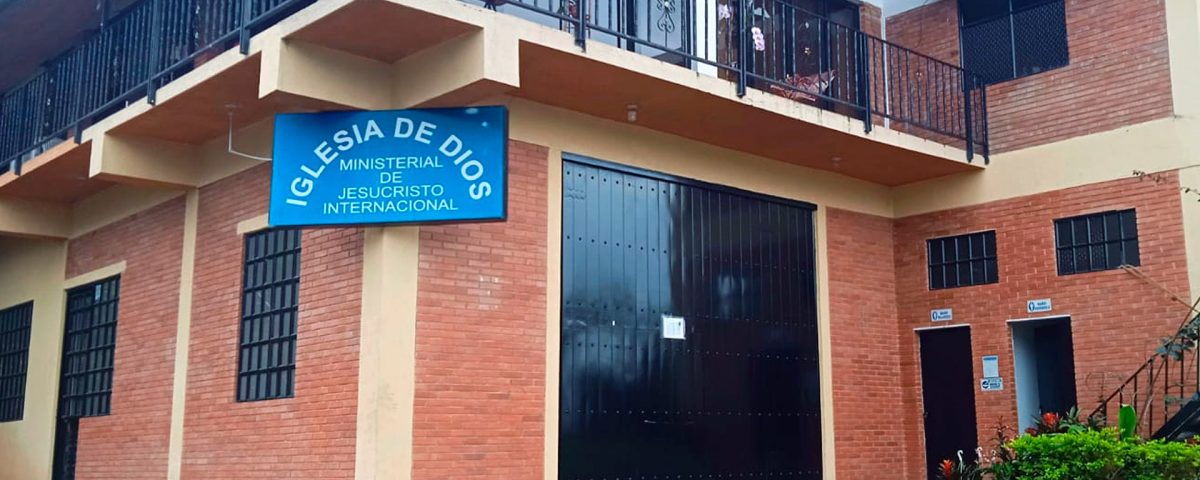 IGLESIA DE DIOS
MINISTERIAL
DE
JESUCRISTO
INTERNACIONAL